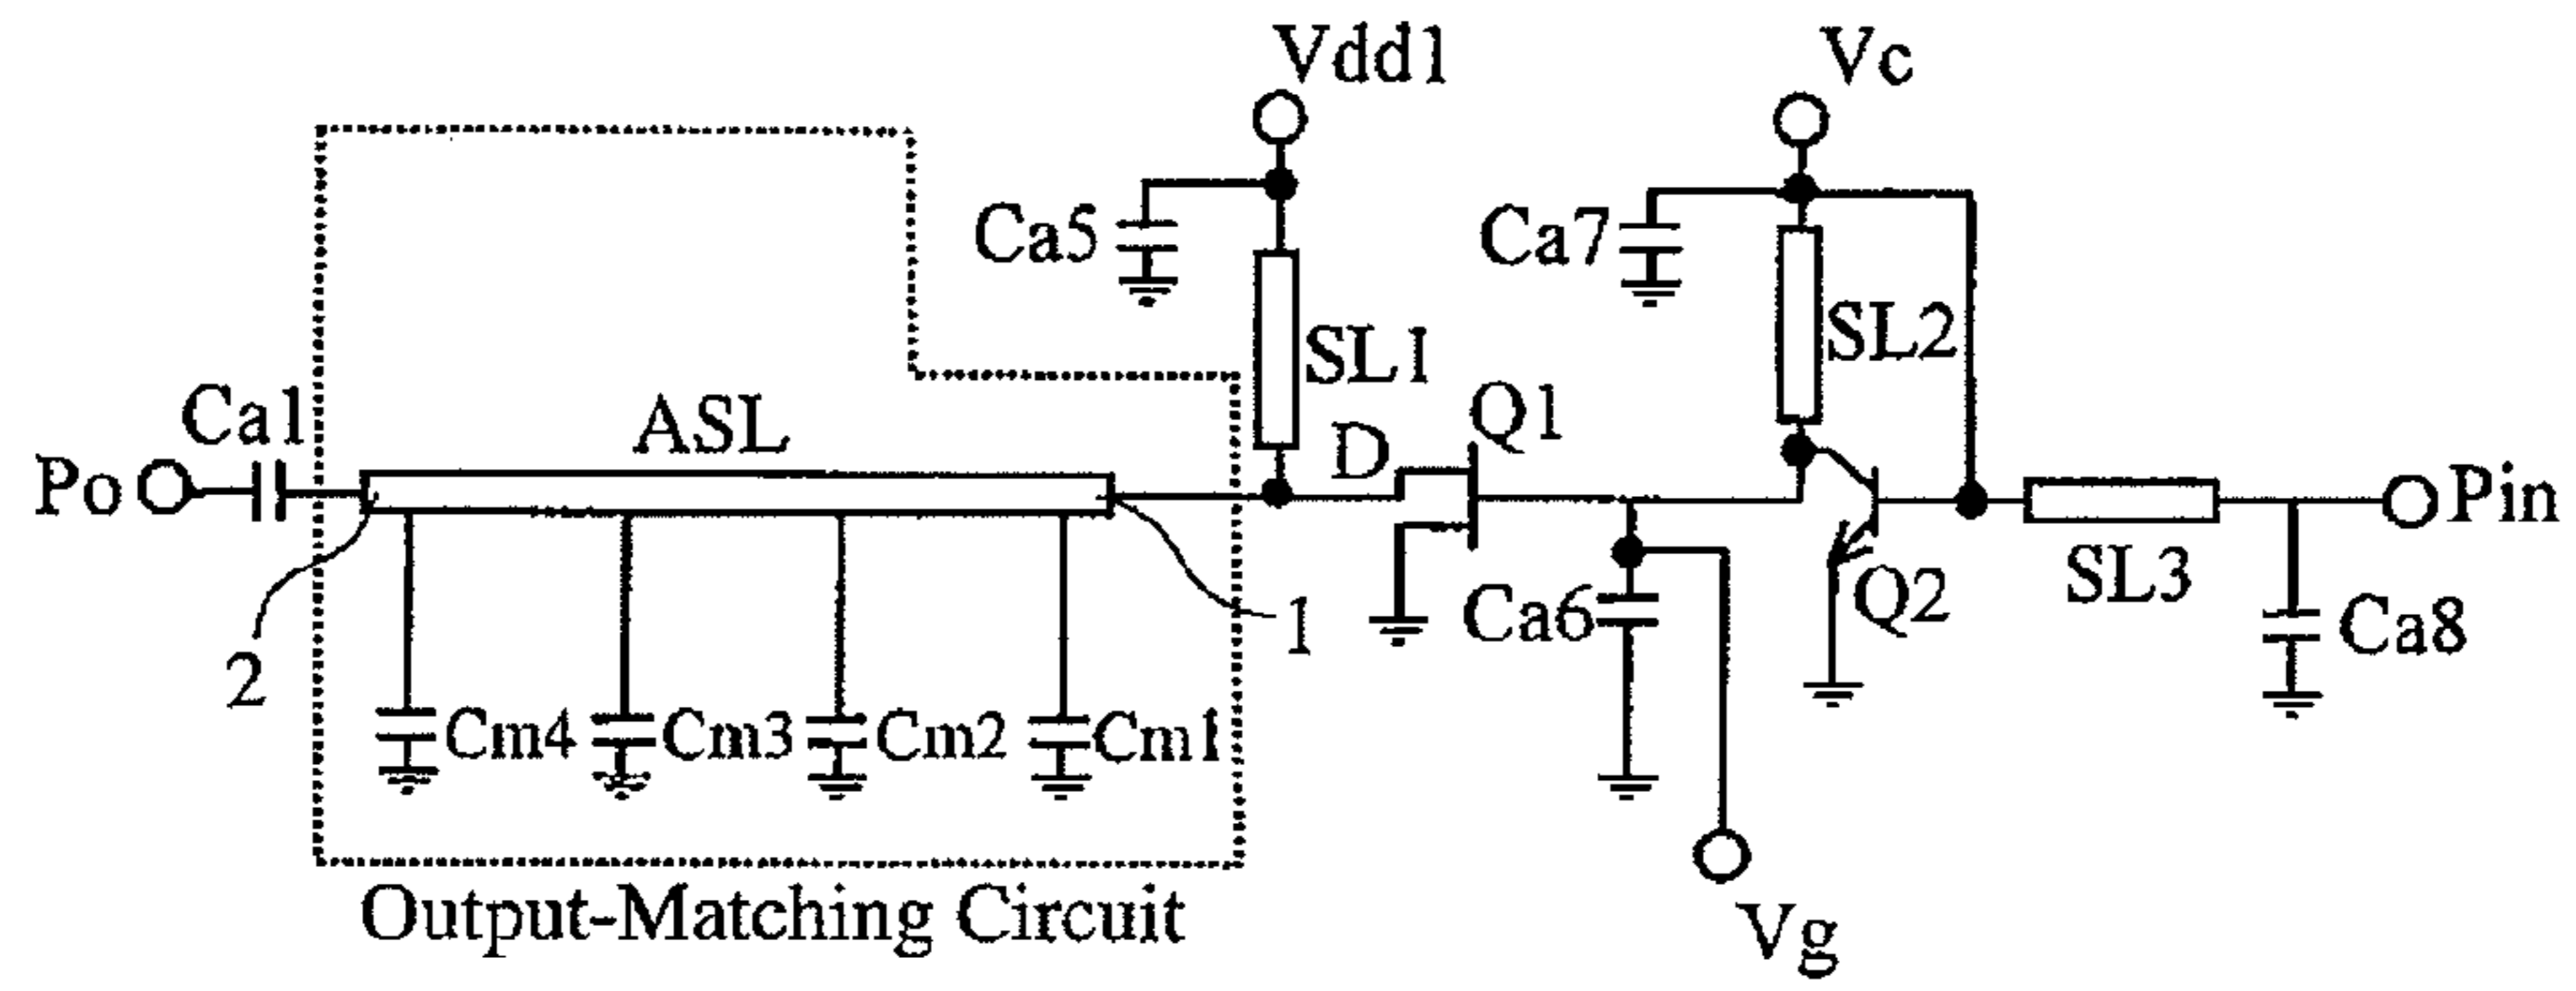 Vdd1
Vc
Ca5
Ca7
SL1
SL2
Ca1
ASL
D
Q1
Po
Pin
SL3
Q2
Ca6
Ca8
1
2
Cm4
Cm3
Cm2
Cm1
Output-Matching Circuit
Vg